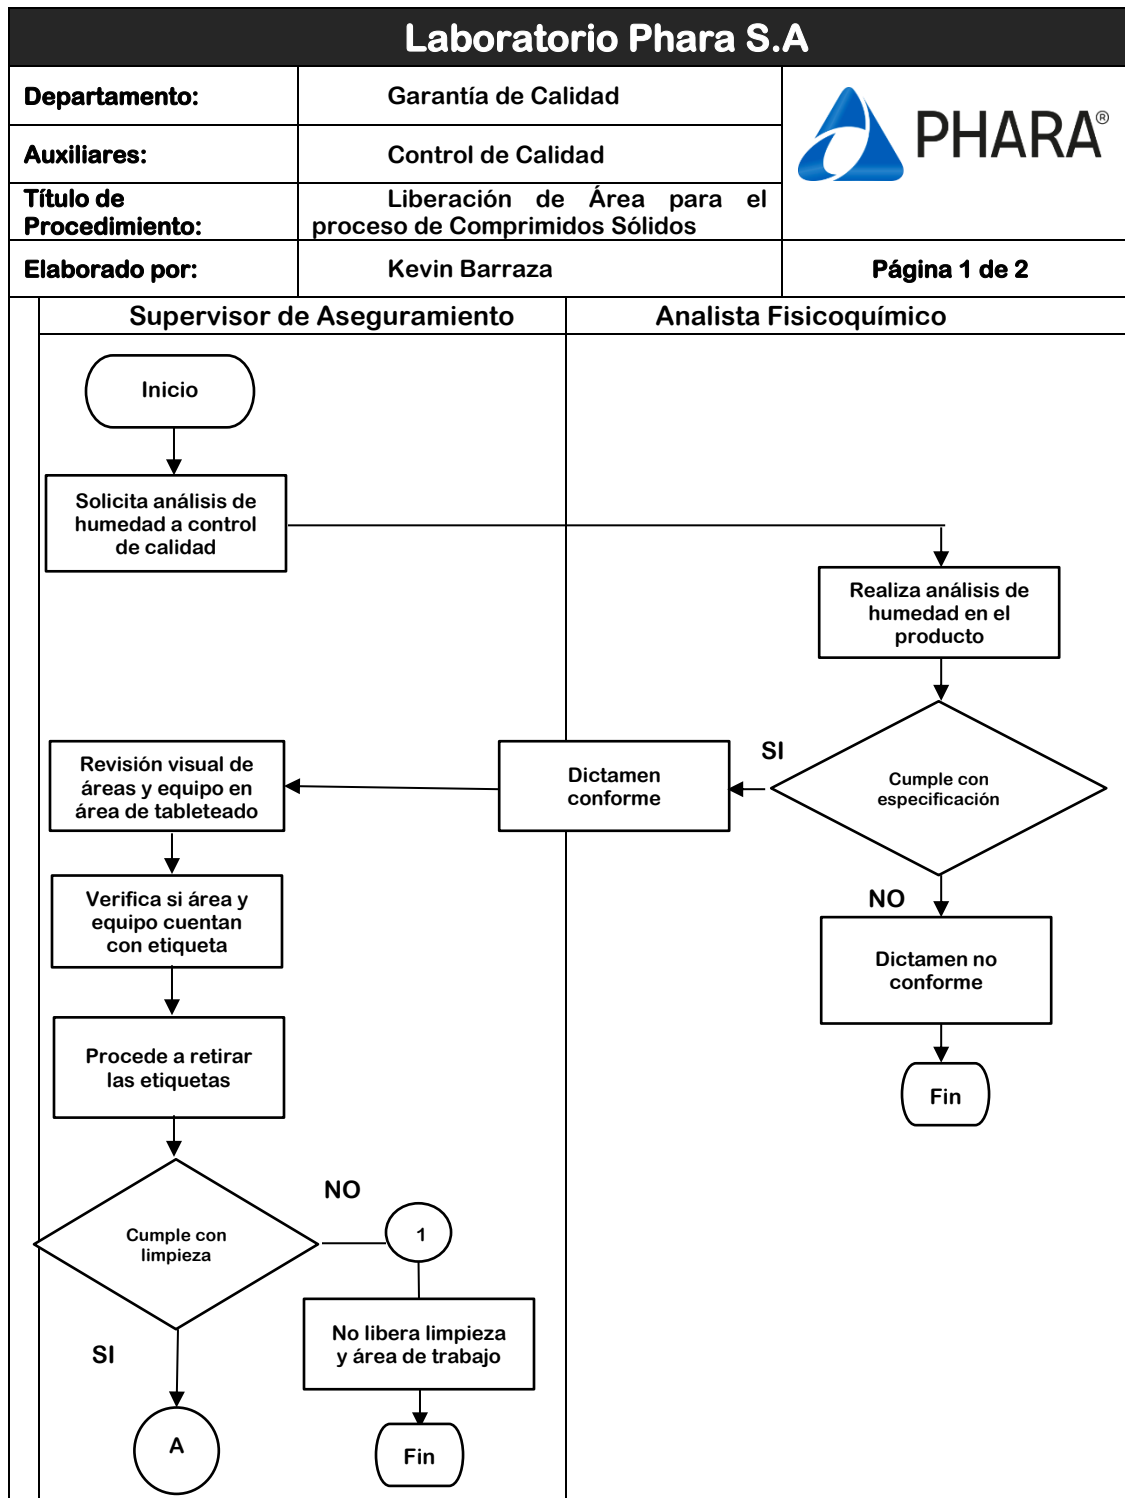 Laboratorio Phara S.A
Departamento:
Garantía de Calidad
PHARA®
Auxiliares:
Control de Calidad
Título de
Procedimiento:
Liberación de Área para el
proceso de Comprimidos Sólidos
Elaborado por:
Kevin Barraza
Página 1 de 2
Supervisor de Aseguramiento
Analista Fisicoquímico
Inicio
Solicita análisis de
humedad a control
de calidad
Realiza análisis de
humedad en el
producto
Cumple con
especificación
SI
Dictamen
conforme
Revisión visual de
áreas y equipo en
área de tableteado
NO
Dictamen no
conforme
Fin
Verifica si área y
equipo cuentan
con etiqueta
Procede a retirar
las etiquetas
Cumple con
limpieza
NO
1
No libera limpieza
y área de trabajo
Fin
SI
A